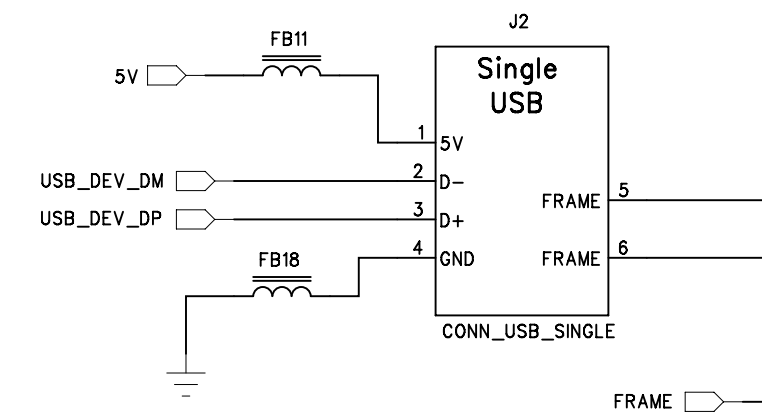 J2
FB11
Single
USB
5V
1
5V
USB_DEV_DM
2
D-
USB_DEV_DP
3
D+
FRAME
5
FB18
4
GND
FRAME
6
CONN_USB_SINGLE
FRAME